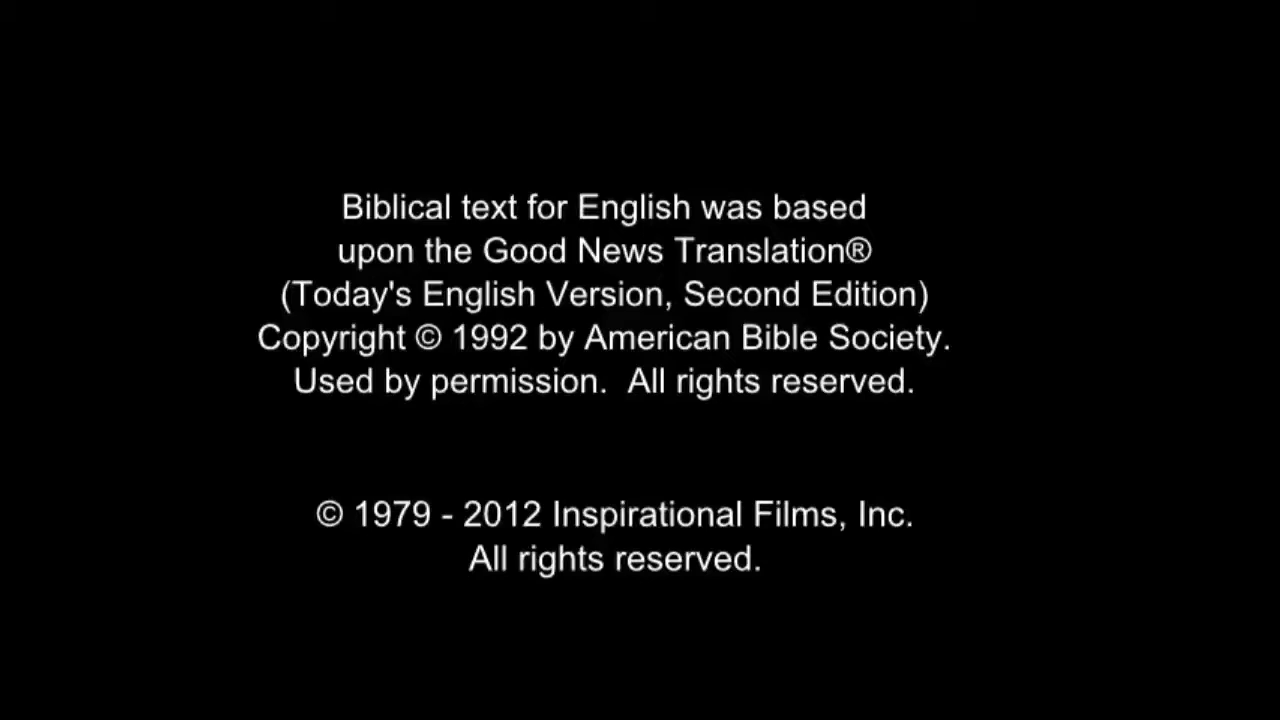 Biblical text for English was based
upon the Good News Translation®
(Today's English Version, Second Edition)
Copyright © 1992 by American Bible Society.
Used by permission.  All rights reserved.
© 1979 - 2012 Inspirational Films, Inc.
All rights reserved.